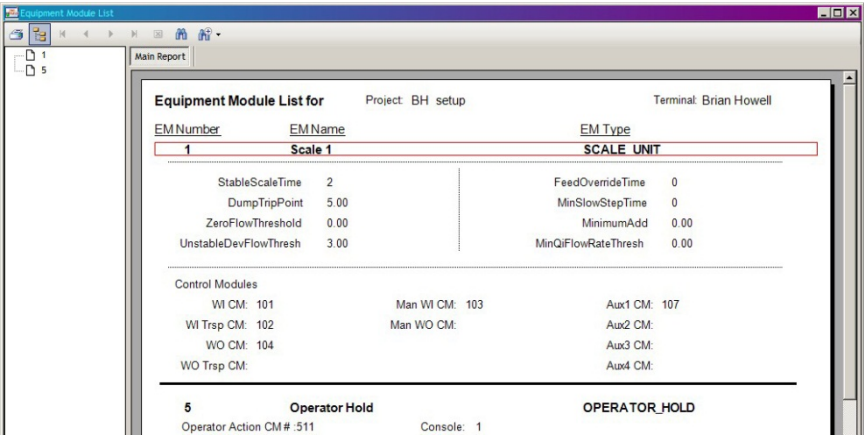 Equipment Module List
1
5
Main Report
Equipment Module List for Project: BH setup Terminal: Brian Howell
EM Number EM Name EM Type
1 Scale 1 SCALE_UNIT
StableScaleTime 2 FeedOverrideTime 0
DumpTripPoint 5.00 MinSlowStepTime 0
ZeroFlowThreshold 0.00 MinimumAdd 0.00
UnstableDevFlowThresh 3.00 MinQiFlowRateThresh 0.00
Control Modules
WI CM: 101 Man WI CM: 103 Aux1 CM: 107
WI Trsp CM: 102 Man WO CM: Aux2 CM:
WO CM: 104 Aux3 CM:
WO Trsp CM: Aux4 CM:
5 Operator Hold OPERATOR_HOLD
Operator Action CM # :511 Console: 1